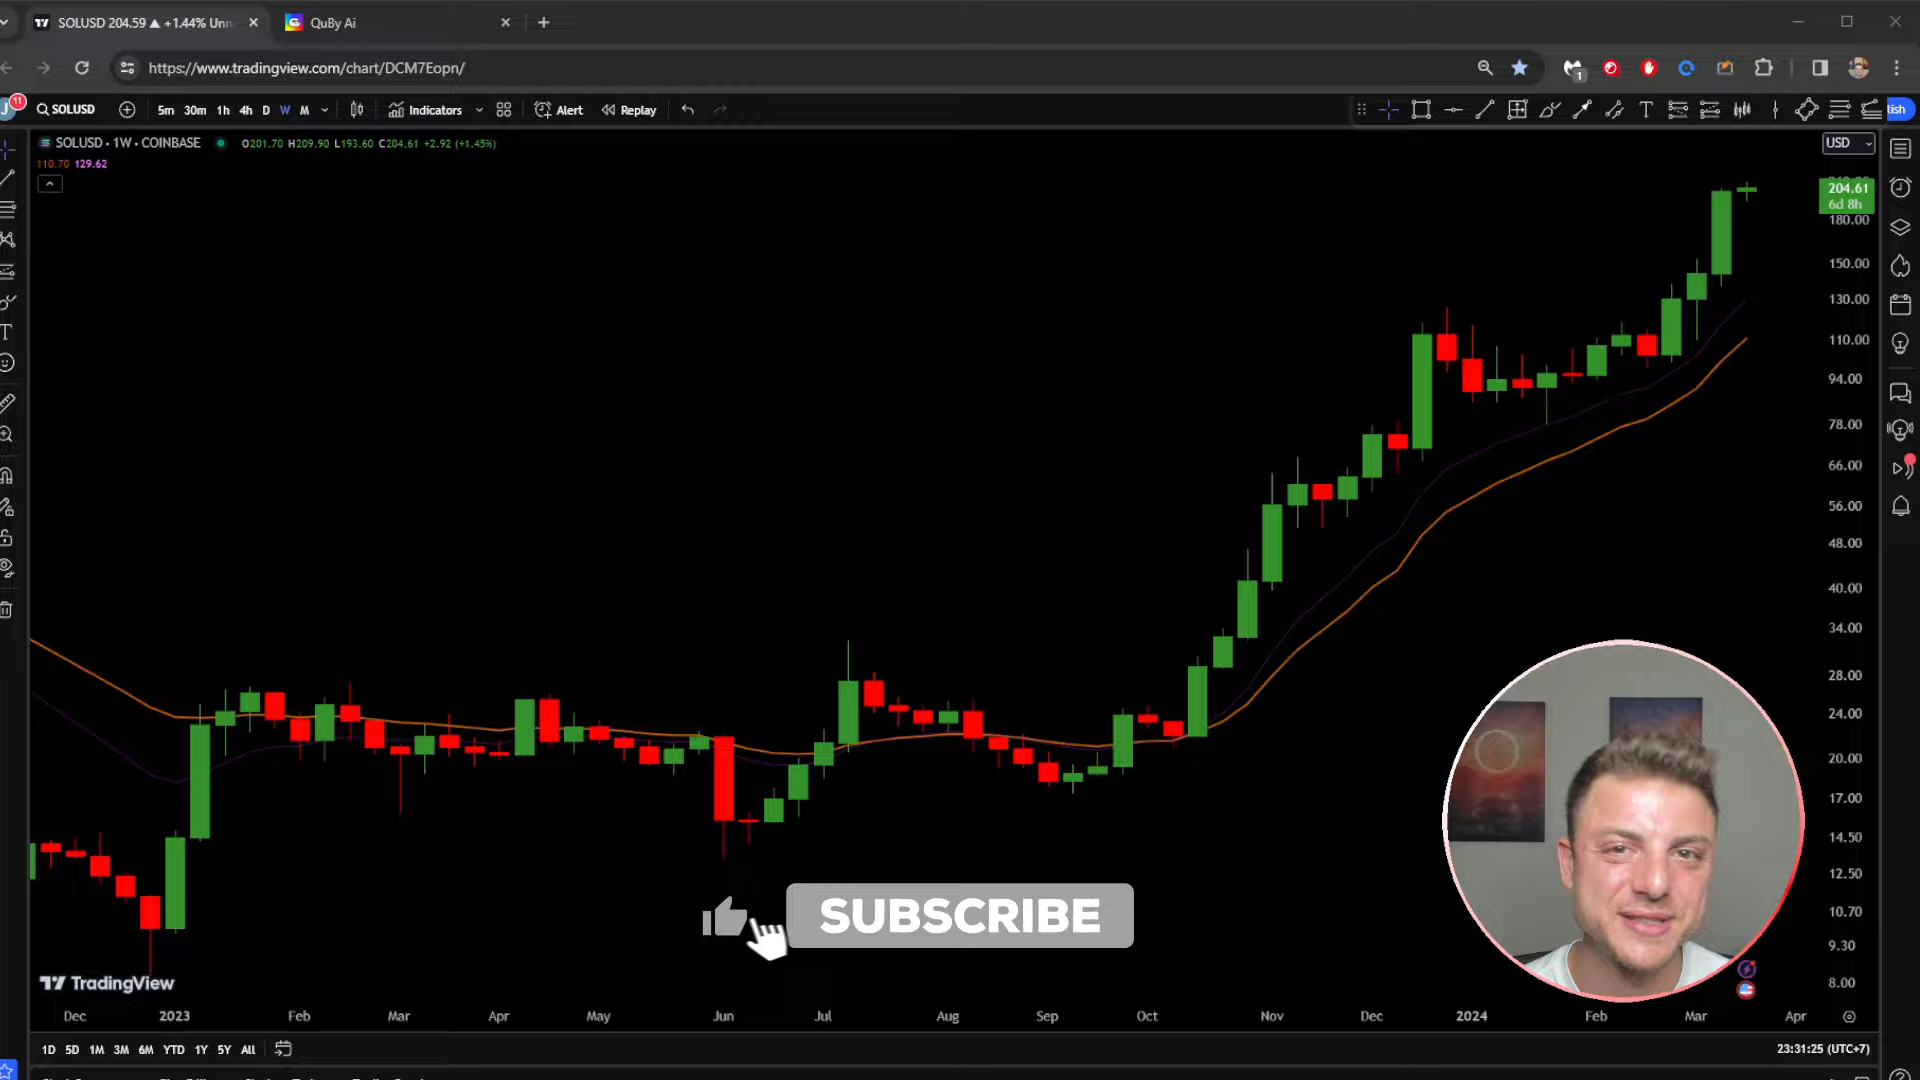 SOLUSD 204.59 ▲ +1.44% Unn
QuBy Ai
https://www.tradingview.com/chart/DCM7Eopn/
1
11
SOLUSD
5m 30m 1h 4h D W M
Indicators
Alert
Replay
ish
SOLUSD · 1W · COINBASE
O201.70 H209.90 L193.60 C204.61 +2.92 (+1.45%)
110.70 129.62
USD
204.61
6d 8h
180.00
150.00
130.00
110.00
94.00
78.00
66.00
56.00
48.00
40.00
34.00
28.00
24.00
20.00
17.00
14.50
12.50
10.70
9.30
8.00
SUBSCRIBE
TradingView
Dec 2023 Feb Mar Apr May Jun Jul Aug Sep Oct Nov Dec 2024 Feb Mar Apr
1D 5D 1M 3M 6M YTD 1Y 5Y All
23:31:25 (UTC+7)